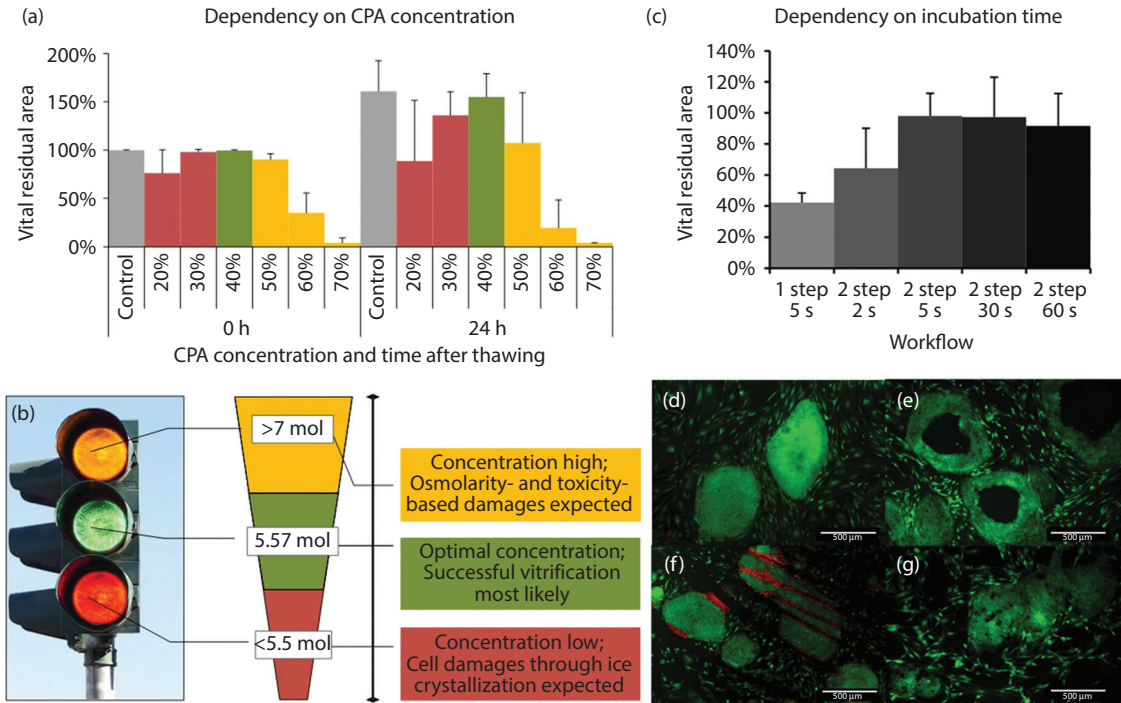 (a)
Dependency on CPA concentration
Vital residual area
200%
150%
100%
50%
0%
Control
20%
30%
40%
50%
60%
70%
Control
20%
30%
40%
50%
60%
70%
0 h
24 h
CPA concentration and time after thawing
(c)
Dependency on incubation time
Vital residual area
140%
120%
100%
80%
60%
40%
20%
0%
1 step
5 s
2 step
2 s
2 step
5 s
2 step
30 s
2 step
60 s
Workflow
(b)
>7 mol
5.57 mol
<5.5 mol
Concentration high;
Osmolarity- and toxicity-
based damages expected
Optimal concentration;
Successful vitrification
most likely
Concentration low;
Cell damages through ice
crystallization expected
(d)
500 µm
(e)
500 µm
(f)
500 µm
(g)
500 µm